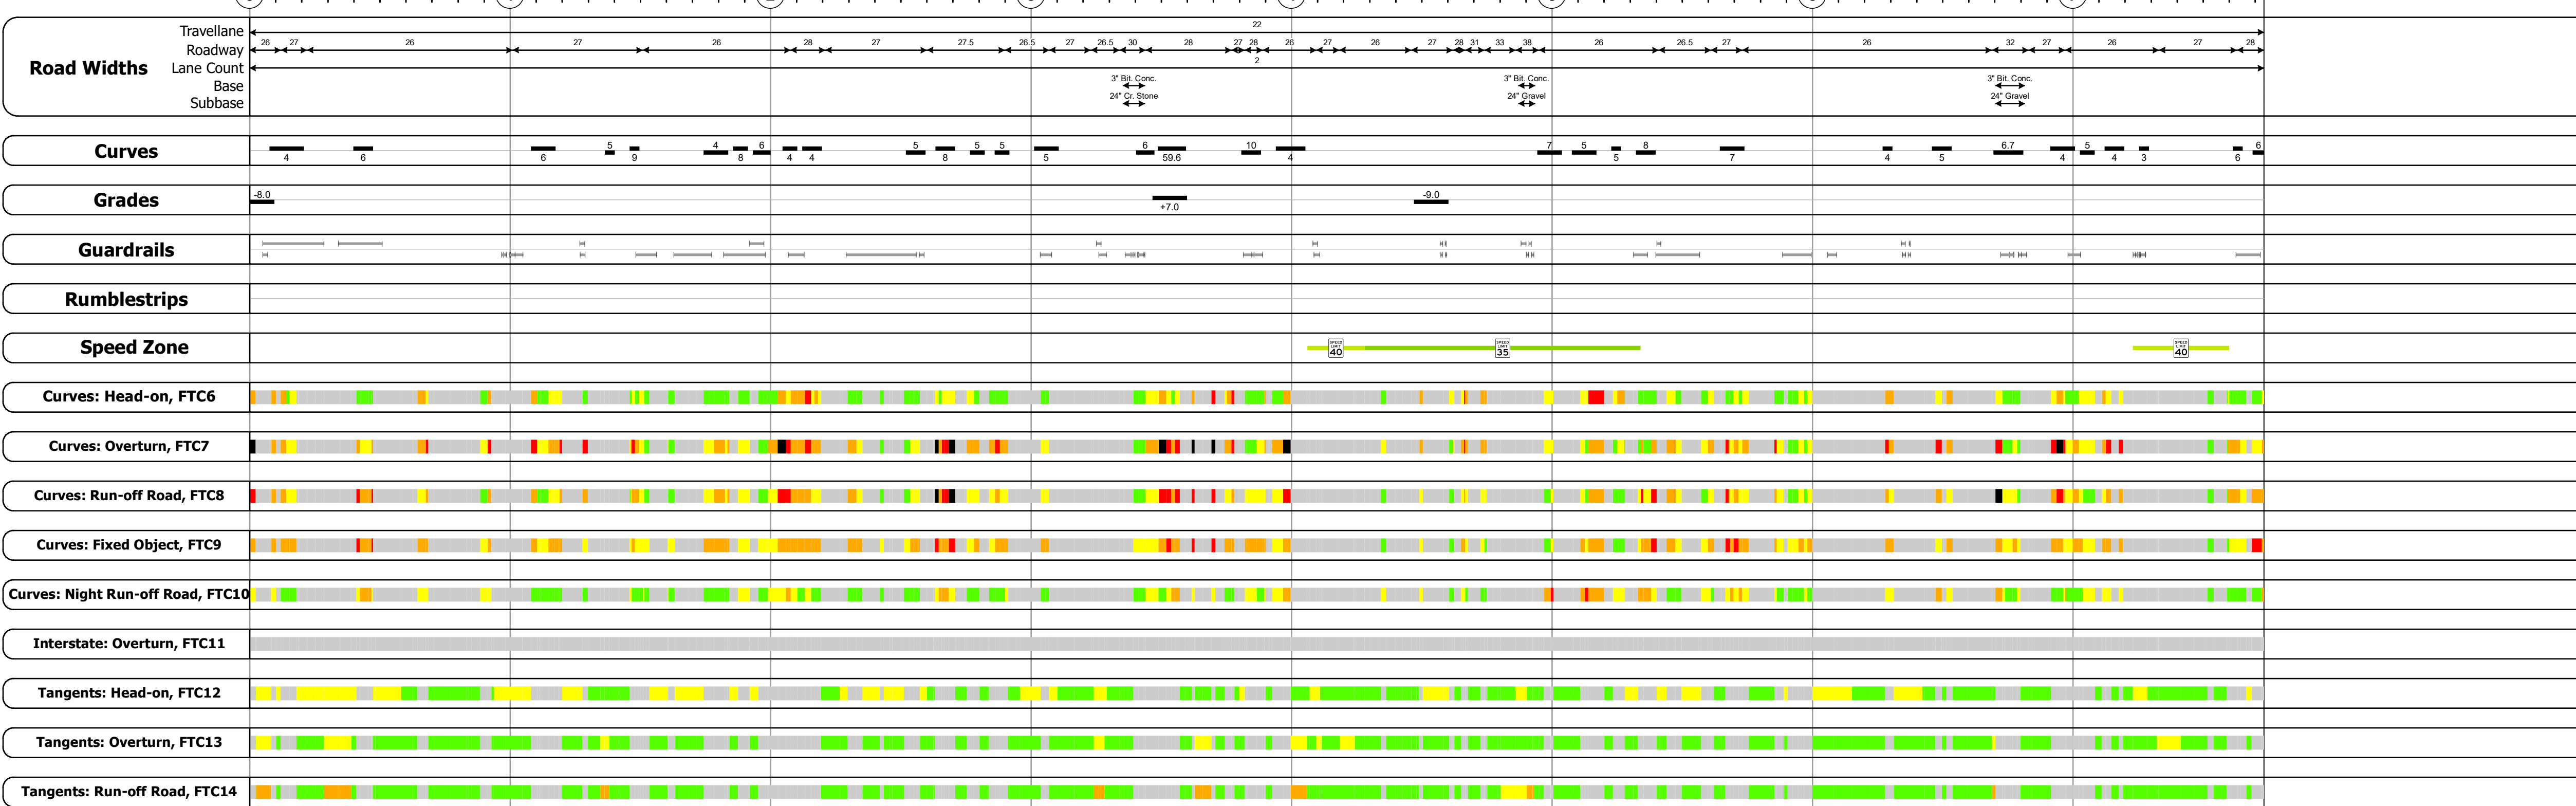 Road Widths
Travellane 22
Roadway 26 27 26 27 26 28 27 27.5 26.5 27 26.5 30 28 27 28 26 27 26 27 28 31 33 38 26 26.5 27 26 32 27 26 27 28
Lane Count 2
Base 3" Bit. Conc. 3" Bit. Conc. 3" Bit. Conc.
Subbase 24" Cr. Stone 24" Gravel 24" Gravel
Curves 4 6 6 5 9 4 8 6 4 4 5 8 5 5 5 6 59.6 10 4 7 5 5 8 7 4 5 6.7 4 5 4 3 6 6
Grades -8.0 +7.0 -9.0
Guardrails
Rumblestrips
Speed Zone SPEED LIMIT 40 SPEED LIMIT 35 SPEED LIMIT 40
Curves: Head-on, FTC6
Curves: Overturn, FTC7
Curves: Run-off Road, FTC8
Curves: Fixed Object, FTC9
Curves: Night Run-off Road, FTC10
Interstate: Overturn, FTC11
Tangents: Head-on, FTC12
Tangents: Overturn, FTC13
Tangents: Run-off Road, FTC14